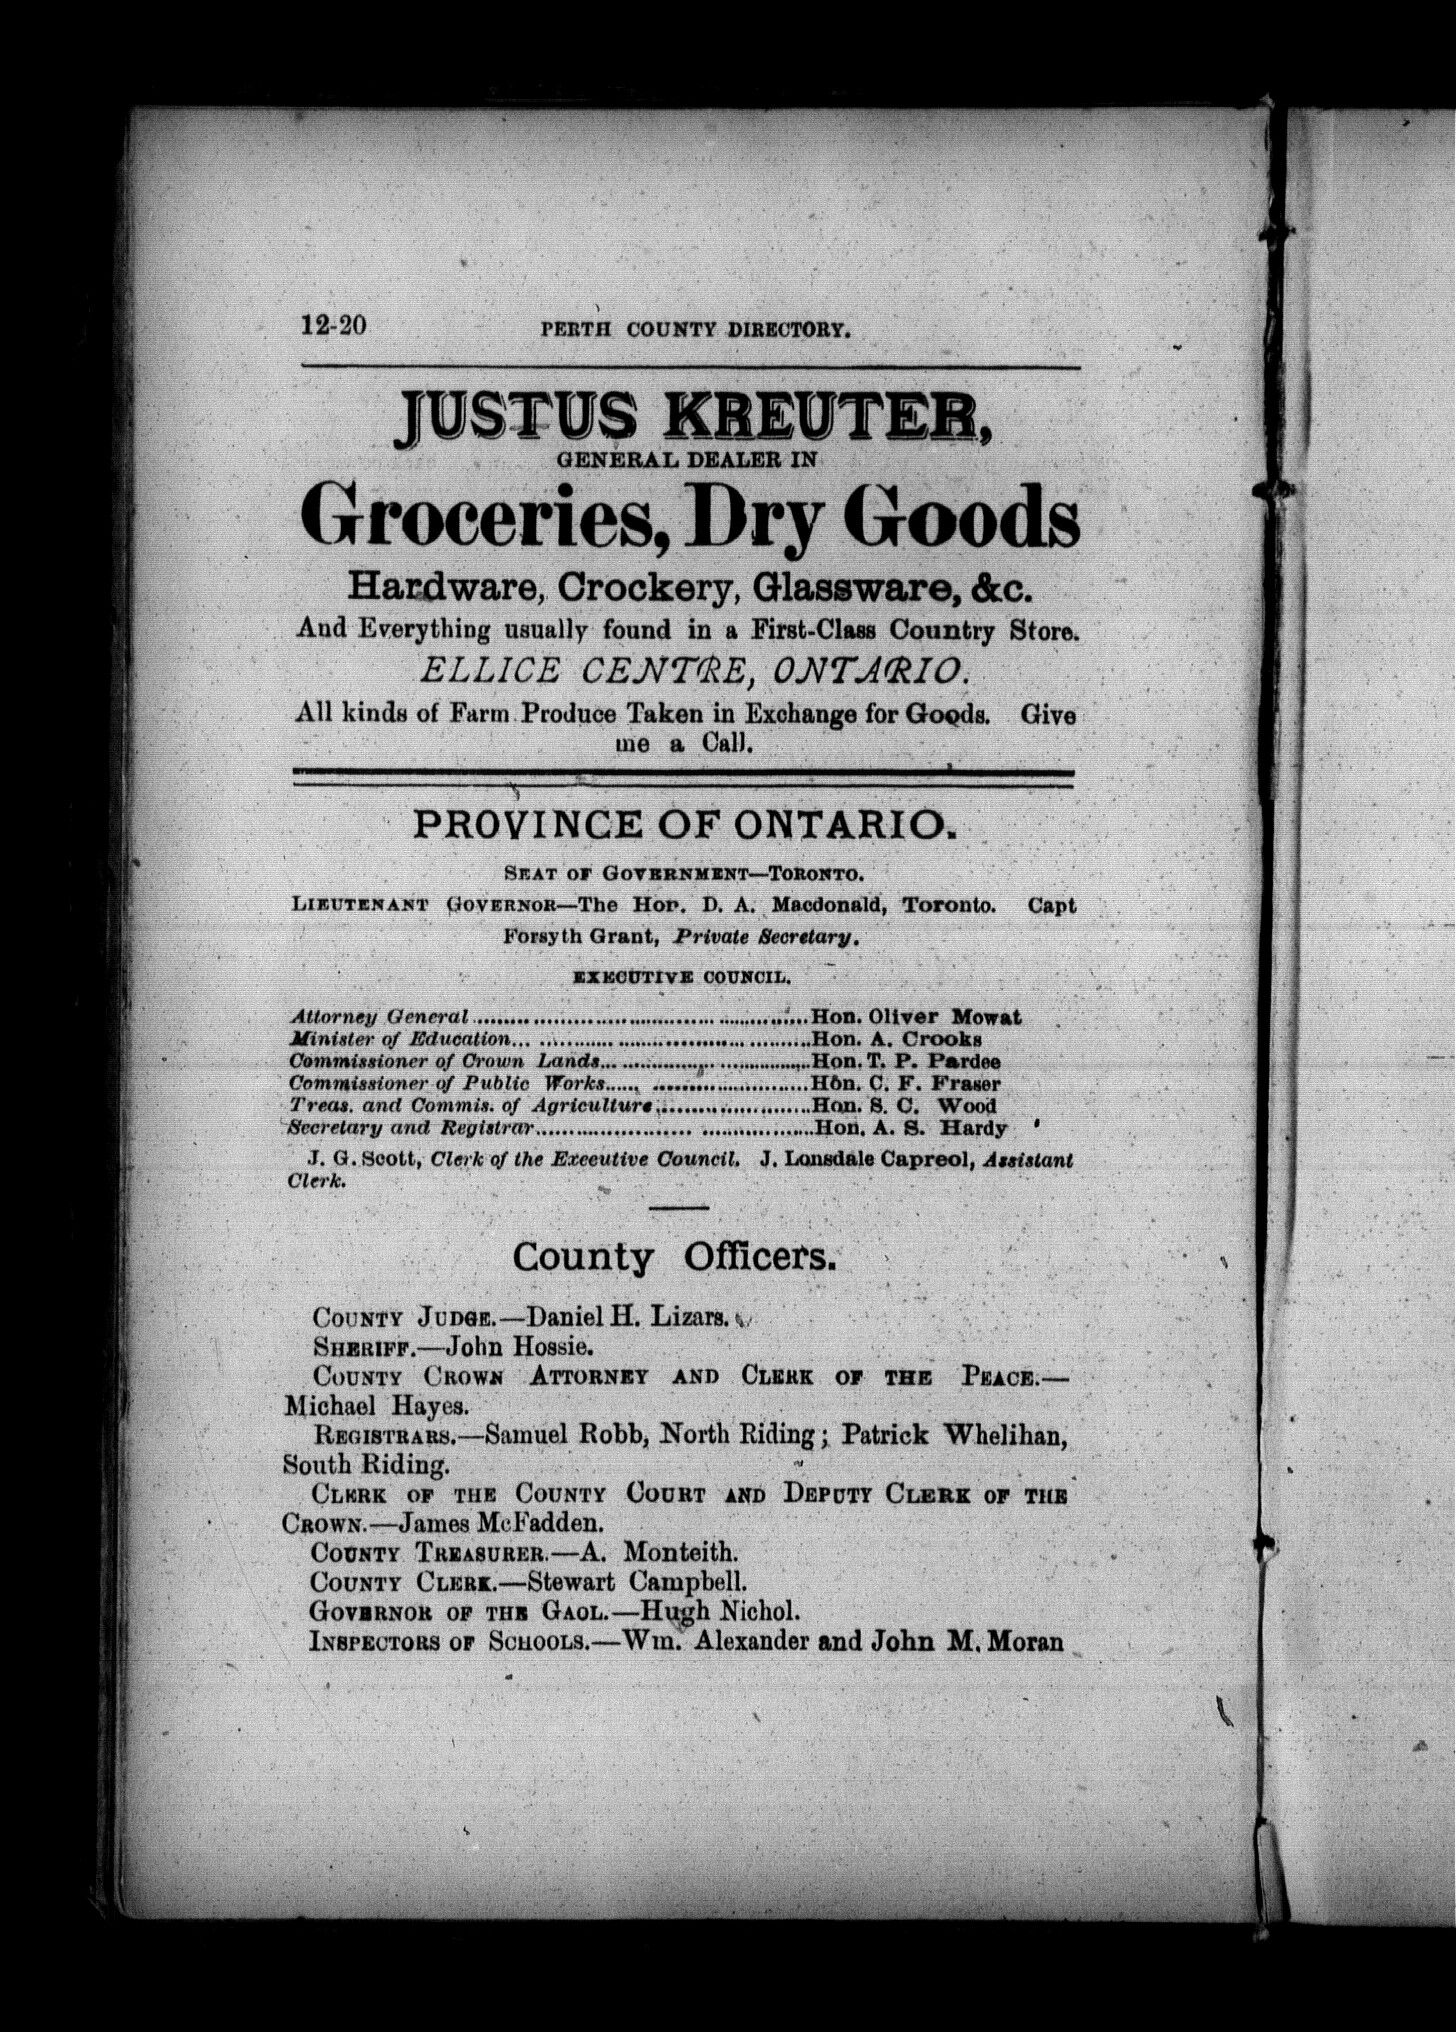 12-20 PERTH COUNTY DIRECTORY.
JUSTUS KREUTER,
GENERAL DEALER IN
Groceries, Dry Goods
Hardware, Crockery, Glassware, &c.
And Everything usually found in a First-Class Country Store.
ELLICE CENTRE, ONTARIO.
All kinds of Farm Produce Taken in Exchange for Goods. Give
me a Call.
PROVINCE OF ONTARIO.
SEAT OF GOVERNMENT—TORONTO.
LIEUTENANT GOVERNOR—The Hon. D. A. Macdonald, Toronto. Capt
Forsyth Grant, Private Secretary.
EXECUTIVE COUNCIL.
Attorney General..........Hon. Oliver Mowat
Minister of Education..........Hon. A. Crooks
Commissioner of Crown Lands..........Hon. T. P. Pardee
Commissioner of Public Works..........Hon. C. F. Fraser
Treas. and Commis. of Agriculture..........Hon. S. C. Wood
Secretary and Registrar..........Hon. A. S. Hardy
J. G. Scott, Clerk of the Executive Council. J. Lonsdale Capreol, Assistant
Clerk.
County Officers.
COUNTY JUDGE.—Daniel H. Lizars.
SHERIFF.—John Hossie.
COUNTY CROWN ATTORNEY AND CLERK OF THE PEACE.—
Michael Hayes.
REGISTRARS.—Samuel Robb, North Riding; Patrick Whelihan,
South Riding.
CLERK OF THE COUNTY COURT AND DEPUTY CLERK OF THE
CROWN.—James McFadden.
COUNTY TREASURER.—A. Monteith.
COUNTY CLERK.—Stewart Campbell.
GOVERNOR OF THE GAOL.—Hugh Nichol.
INSPECTORS OF SCHOOLS.—Wm. Alexander and John M. Moran